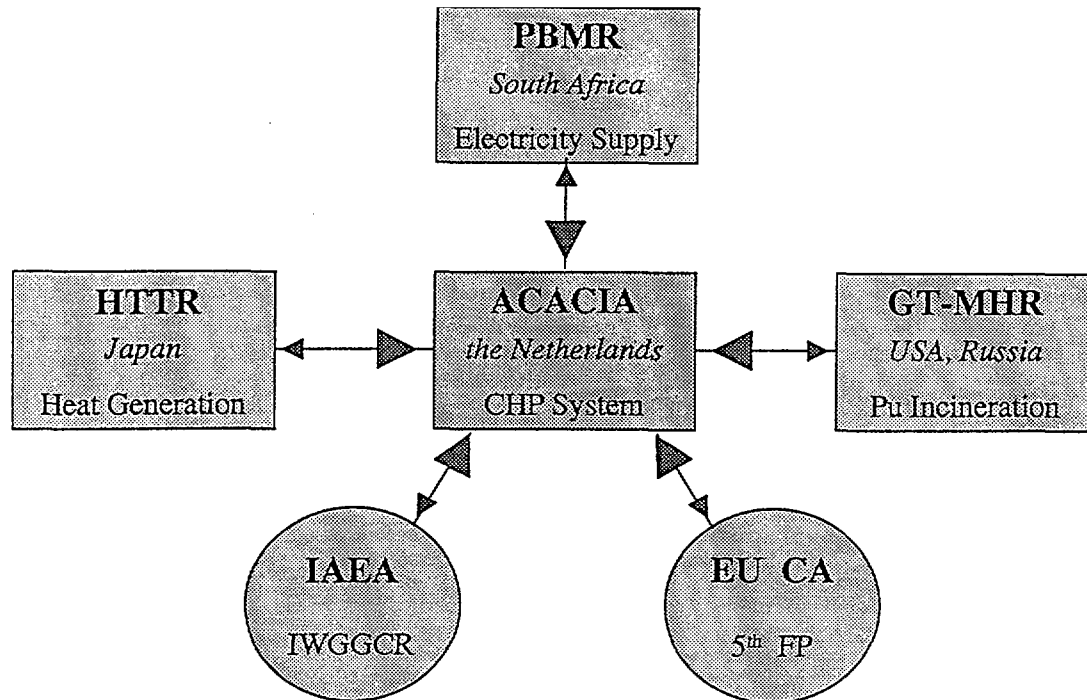 PBMR
South Africa
Electricity Supply
HTTR
Japan
Heat Generation
ACACIA
the Netherlands
CHP System
GT-MHR
USA, Russia
Pu Incineration
IAEA
IWGGCR
EU CA
5th FP